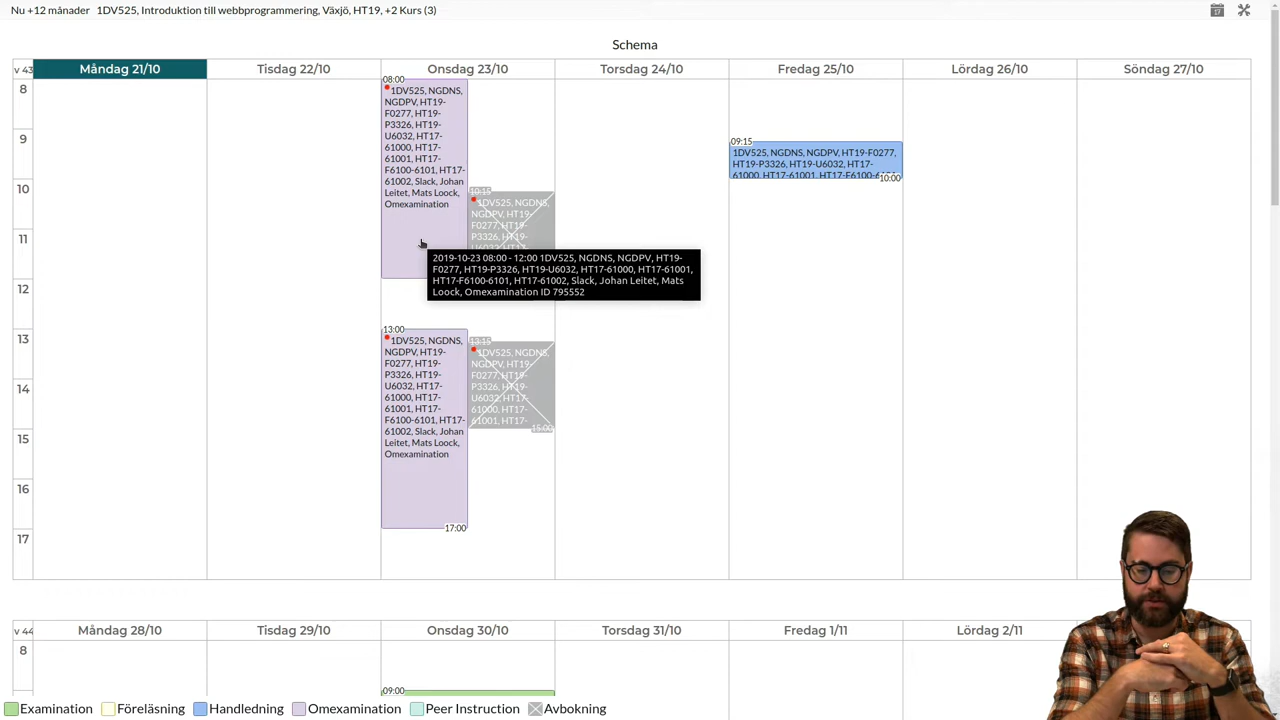 Nu +12 månader 1DV525, Introduktion till webbprogrammering, Växjö, HT19, +2 Kurs (3)
17
Schema
v 43
Måndag 21/10
Tisdag 22/10
Onsdag 23/10
Torsdag 24/10
Fredag 25/10
Lördag 26/10
Söndag 27/10
8
9
10
11
12
13
14
15
16
17
08:00
1DV525, NGDNS,
NGDPV, HT19-
F0277, HT19-
P3326, HT19-
U6032, HT17-
61000, HT17-
61001, HT17-
F6100-6101, HT17-
61002, Slack, Johan
Leitet, Mats Loock,
Omexamination
10:15
1DV525, NGDNS,
NGDPV, HT19-
F0277, HT19-
P3326, HT19-
2019-10-23 08:00 - 12:00 1DV525, NGDNS, NGDPV, HT19-
F0277, HT19-P3326, HT19-U6032, HT17-61000, HT17-61001,
HT17-F6100-6101, HT17-61002, Slack, Johan Leitet, Mats
Loock, Omexamination ID 795552
13:00
1DV525, NGDNS,
NGDPV, HT19-
F0277, HT19-
P3326, HT19-
U6032, HT17-
61000, HT17-
61001, HT17-
F6100-6101, HT17-
61002, Slack, Johan
Leitet, Mats Loock,
Omexamination
17:00
13:15
1DV525, NGDNS,
NGDPV, HT19-
F0277, HT19-
P3326, HT19-
U6032, HT17-
61000, HT17-
61001, HT17-
15:00
09:15
1DV525, NGDNS, NGDPV, HT19-F0277,
HT19-P3326, HT19-U6032, HT17-
61000, HT17-61001, HT17-F6100-
10:00
v 44
Måndag 28/10
Tisdag 29/10
Onsdag 30/10
Torsdag 31/10
Fredag 1/11
Lördag 2/11
8
09:00
Examination
Föreläsning
Handledning
Omexamination
Peer Instruction
Avbokning